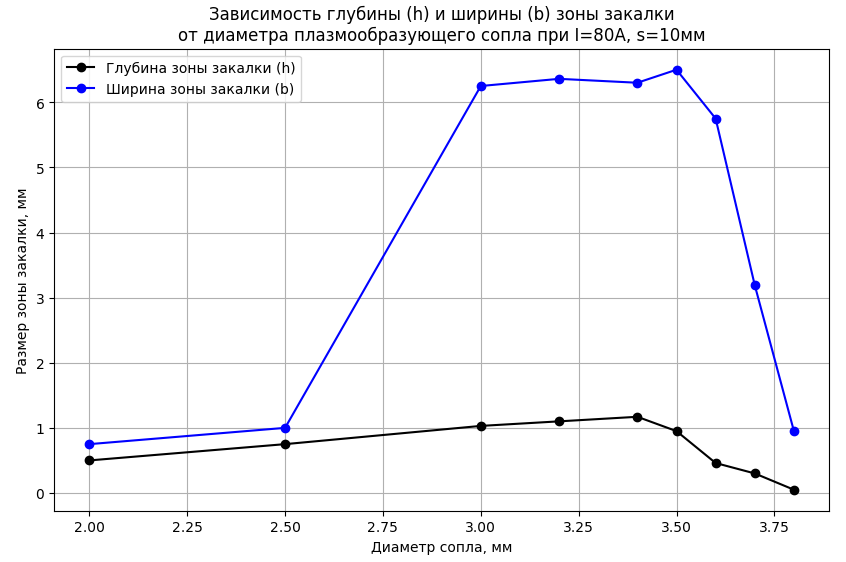 Зависимость глубины (h) и ширины (b) зоны закалки
от диаметра плазмообразующего сопла при I=80А, s=10мм
Глубина зоны закалки (h)
Ширина зоны закалки (b)
Размер зоны закалки, мм
6
5
4
3
2
1
0
2.00
2.25
2.50
2.75
3.00
3.25
3.50
3.75
Диаметр сопла, мм